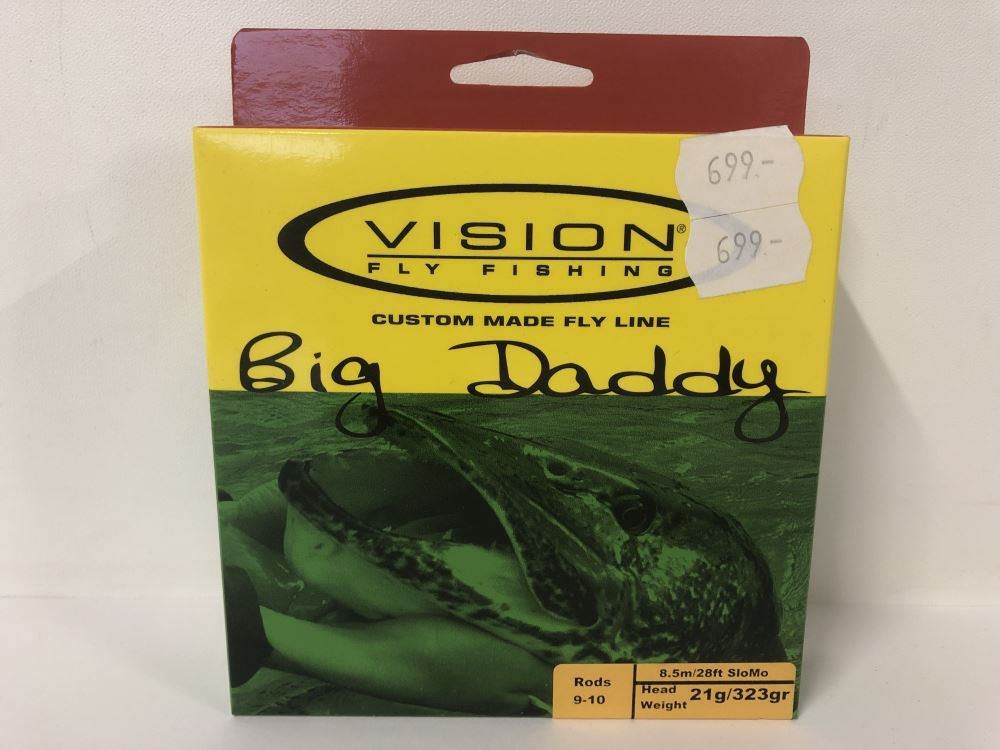 699.-
699.-
VISION®
FLY FISHING
CUSTOM MADE FLY LINE
Big Daddy
Rods
9-10
8.5m/28ft SloMo
Head
Weight
21g/323gr